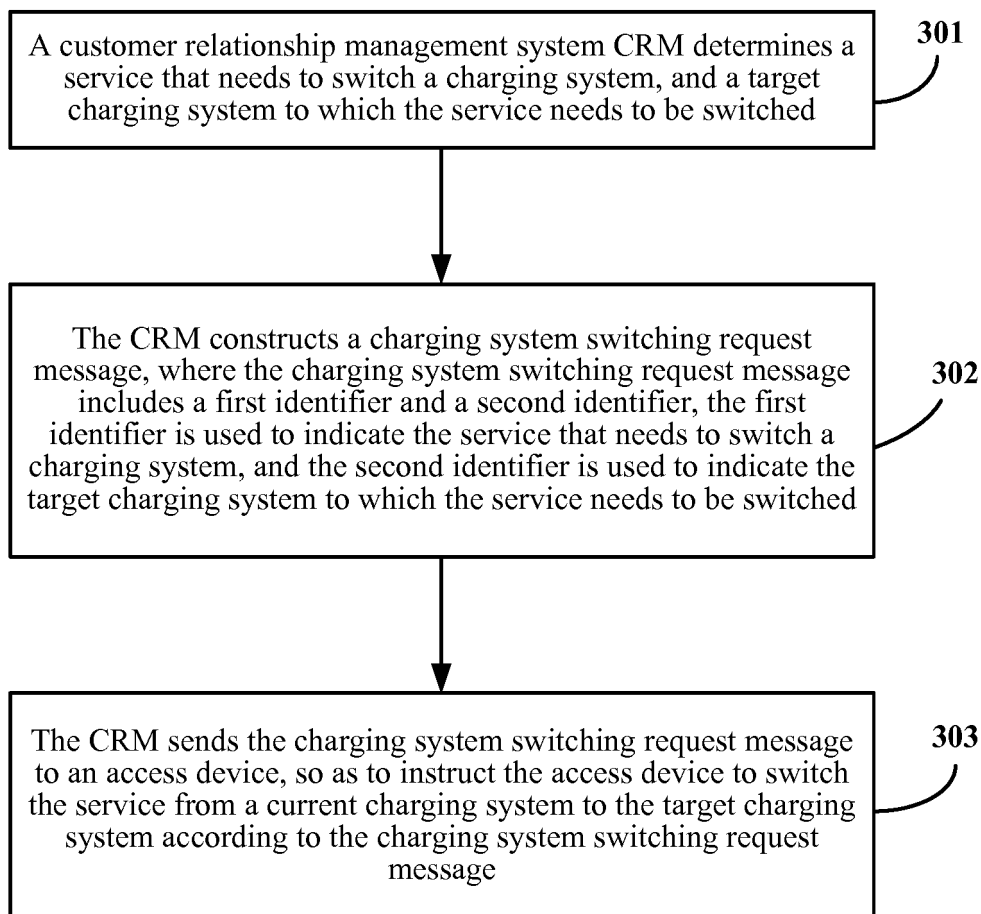 A customer relationship management system CRM determines a
service that needs to switch a charging system, and a target
charging system to which the service needs to be switched
301
The CRM constructs a charging system switching request
message, where the charging system switching request message
includes a first identifier and a second identifier, the first
identifier is used to indicate the service that needs to switch a
charging system, and the second identifier is used to indicate the
target charging system to which the service needs to be switched
302
The CRM sends the charging system switching request message
to an access device, so as to instruct the access device to switch
the service from a current charging system to the target charging
system according to the charging system switching request
message
303